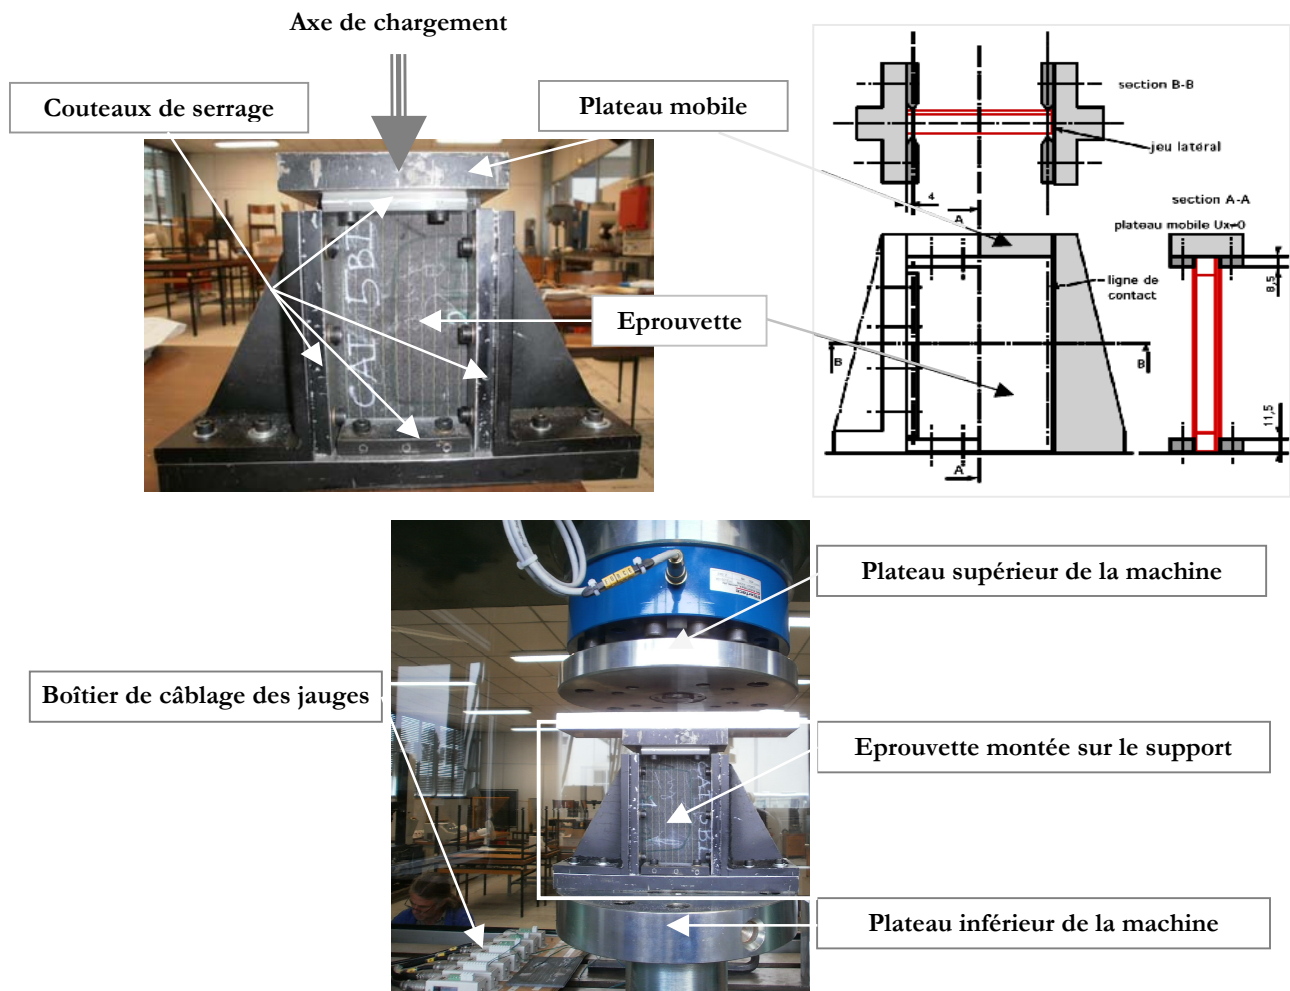 Axe de chargement
Couteaux de serrage
Plateau mobile
section B-B
jeu latéral
4
A
section A-A
plateau mobile Ux≠0
ligne de
contact
8,5
Eprouvette
B
B
11,5
A
CAI 5B1
Plateau supérieur de la machine
Boîtier de câblage des jauges
Eprouvette montée sur le support
Plateau inférieur de la machine